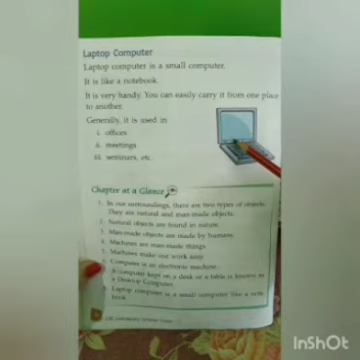 Laptop Computer
Laptop computer is a small computer.
It is like a notebook.
It is very handy. You can easily carry it from one place
to another.
Generally, it is used in
i. offices
ii. meetings
iii. seminars, etc.
Chapter at a Glance
1. In our surroundings, there are two types of objects.
They are natural and man-made objects.
2. Natural objects are found in nature.
3. Man-made objects are made by humans.
4. Machines are man-made things.
5. Machines make our work easy.
6. Computer is an electronic machine.
A computer kept on a desk or a table is known as
a Desktop Computer.
Laptop computer is a small computer like a note
book.
InShOt